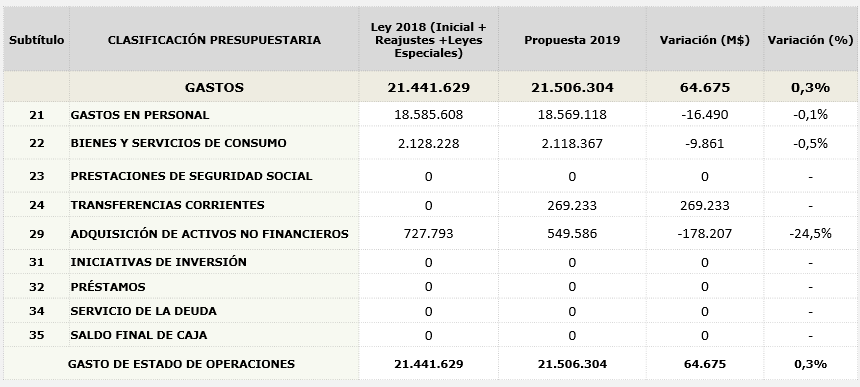 Subtítulo CLASIFICACIÓN PRESUPUESTARIA Ley 2018 (Inicial + Reajustes +Leyes Especiales) Propuesta 2019 Variación (M$) Variación (%)
GASTOS 21.441.629 21.506.304 64.675 0,3%
21 GASTOS EN PERSONAL 18.585.608 18.569.118 -16.490 -0,1%
22 BIENES Y SERVICIOS DE CONSUMO 2.128.228 2.118.367 -9.861 -0,5%
23 PRESTACIONES DE SEGURIDAD SOCIAL 0 0 0 -
24 TRANSFERENCIAS CORRIENTES 0 269.233 269.233 -
29 ADQUISICIÓN DE ACTIVOS NO FINANCIEROS 727.793 549.586 -178.207 -24,5%
31 INICIATIVAS DE INVERSIÓN 0 0 0 -
32 PRÉSTAMOS 0 0 0 -
34 SERVICIO DE LA DEUDA 0 0 0 -
35 SALDO FINAL DE CAJA 0 0 0 -
GASTO DE ESTADO DE OPERACIONES 21.441.629 21.506.304 64.675 0,3%